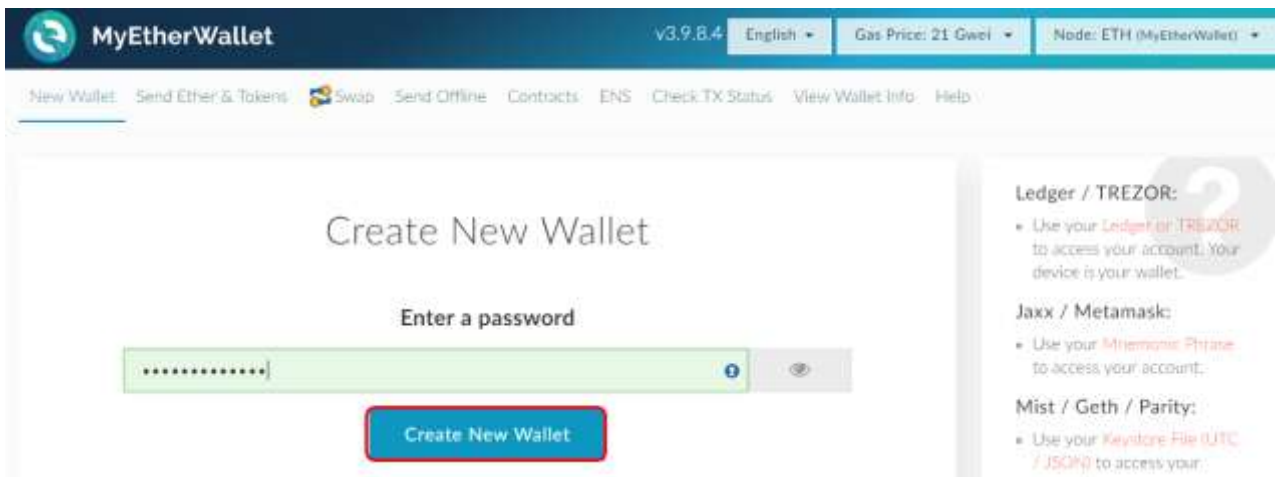 MyEtherWallet
v3.9.8.4 English Gas Price: 21 Gwei Node: ETH (MyEtherWallet)
New Wallet Send Ether & Tokens Swap Send Offline Contracts ENS Check TX Status View Wallet Info Help
Create New Wallet
Enter a password
•••••••••••••
Create New Wallet
Ledger / TREZOR:
Use your Ledger or TREZOR
to access your account. Your
device is your wallet.
Jaxx / Metamask:
Use your Mnemonic Phrase
to access your account.
Mist / Geth / Parity:
Use your Keystore File (UTC
/ JSON) to access your